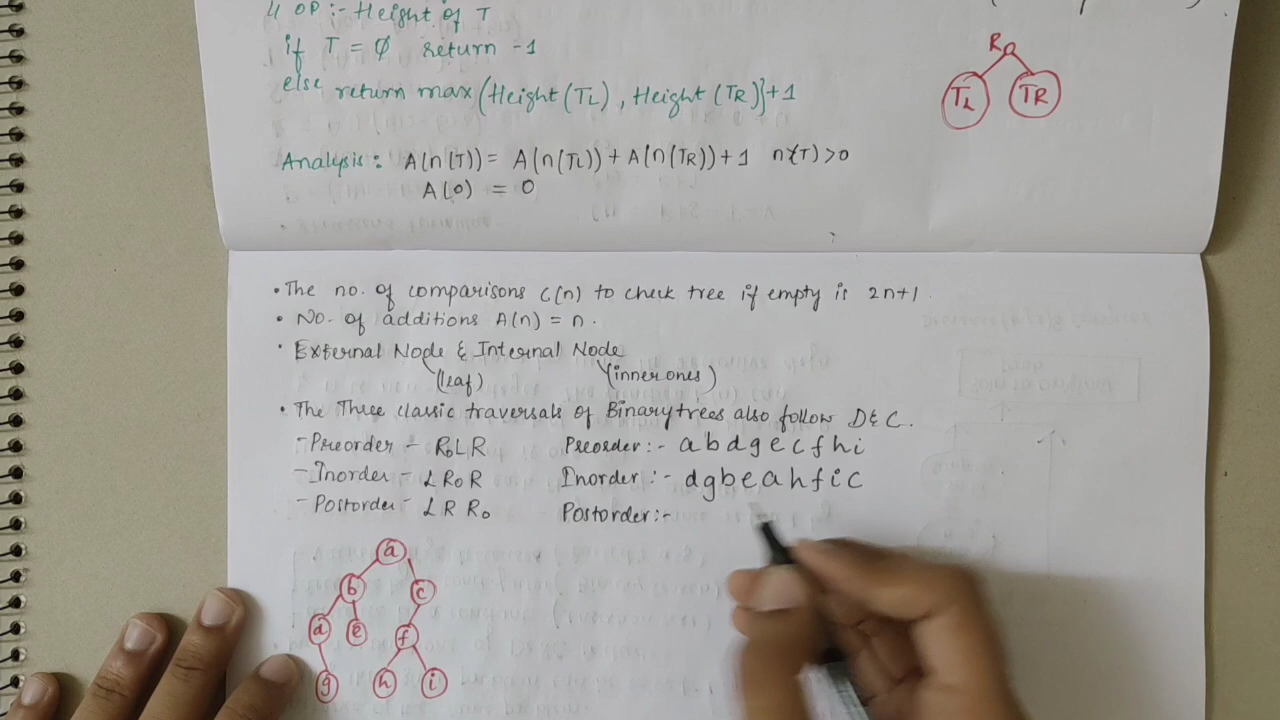 OP :- Height of T
if T = ∅ return -1
else return max(Height(TL), Height(TR)}+1
R0
TL TR
Analysis: A(n(T)) = A(n(TL)) + A(n(TR)) + 1 n(T) > 0
A(0) = 0
• The no. of comparisons C(n) to check tree if empty is 2n+1.
• No. of additions A(n) = n.
• External Node & Internal Node
(leaf) (inner ones)
• The Three classic traversals of Binary trees also follow D&C.
- Preorder - R0 L R Preorder:- a b d g e c f h i
- Inorder - L R0 R Inorder:- d g b e a h f i c
- Postorder - L R R0 Postorder:-
a
b c
d e f
g h i